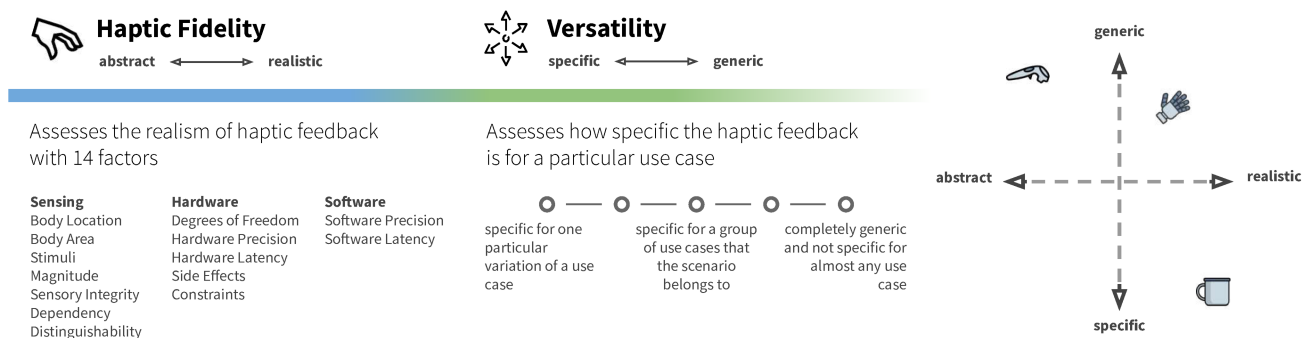 Haptic Fidelity
abstract realistic
Assesses the realism of haptic feedback
with 14 factors
Sensing
Body Location
Body Area
Stimuli
Magnitude
Sensory Integrity
Dependency
Distinguishability
Hardware
Degrees of Freedom
Hardware Precision
Hardware Latency
Side Effects
Constraints
Software
Software Precision
Software Latency
Versatility
specific generic
Assesses how specific the haptic feedback
is for a particular use case
specific for one
particular
variation of a use
case
specific for a group
of use cases that
the scenario
belongs to
completely generic
and not specific for
almost any use
case
generic
abstract
realistic
specific